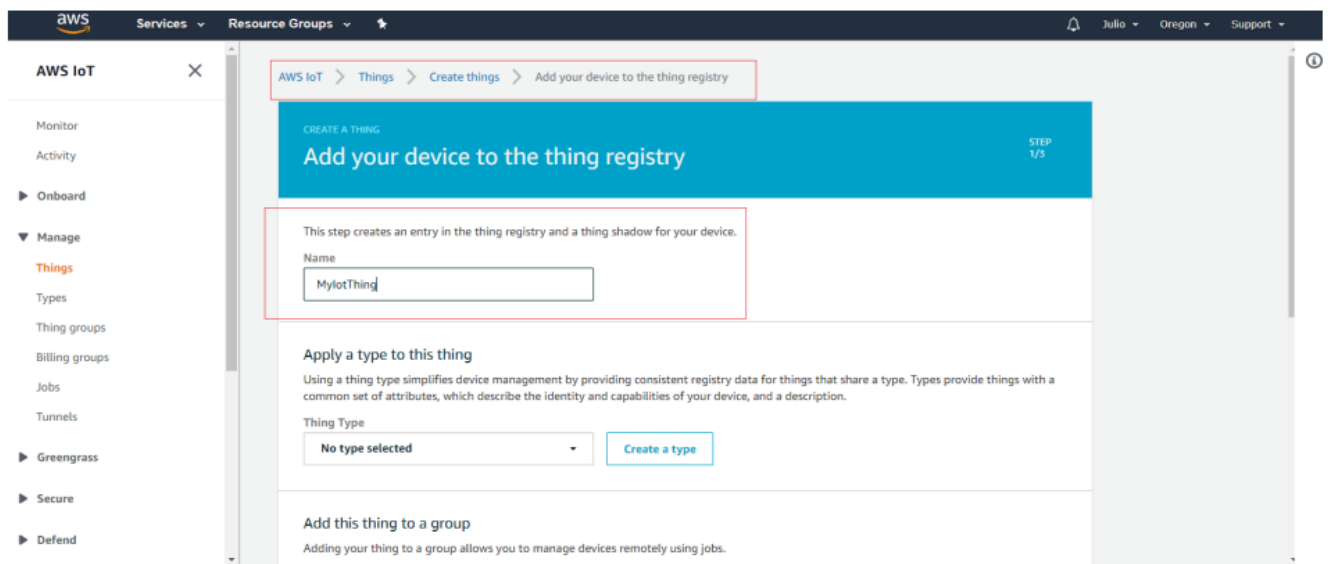 aws
Services
Resource Groups
Julio
Oregon
Support
AWS IoT
Monitor
Activity
Onboard
Manage
Things
Types
Thing groups
Billing groups
Jobs
Tunnels
Greengrass
Secure
Defend
AWS IoT > Things > Create things > Add your device to the thing registry
CREATE A THING
Add your device to the thing registry
STEP
1/3
This step creates an entry in the thing registry and a thing shadow for your device.
Name
MyIotThing
Apply a type to this thing
Using a thing type simplifies device management by providing consistent registry data for things that share a type. Types provide things with a
common set of attributes, which describe the identity and capabilities of your device, and a description.
Thing Type
No type selected
Create a type
Add this thing to a group
Adding your thing to a group allows you to manage devices remotely using jobs.